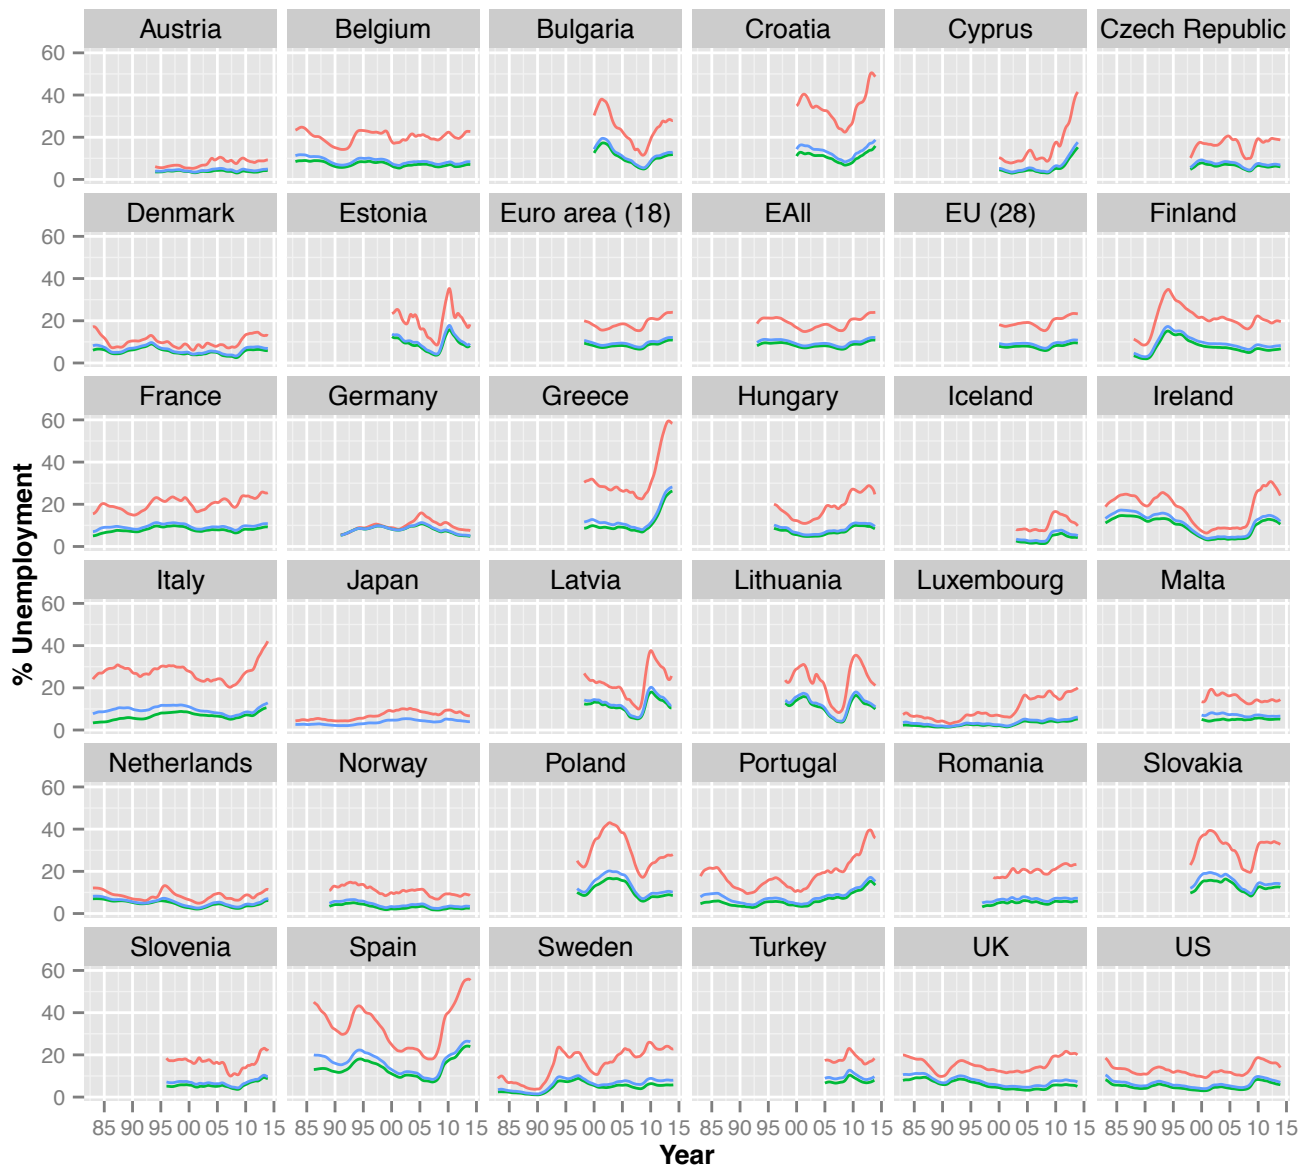 Austria Belgium Bulgaria Croatia Cyprus Czech Republic
60
40
20
0
Denmark Estonia Euro area (18) EAll EU (28) Finland
60
40
20
0
France Germany Greece Hungary Iceland Ireland
60
40
20
0
% Unemployment
Italy Japan Latvia Lithuania Luxembourg Malta
60
40
20
0
Netherlands Norway Poland Portugal Romania Slovakia
60
40
20
0
Slovenia Spain Sweden Turkey UK US
60
40
20
0
85 90 95 00 05 10 15 85 90 95 00 05 10 15 85 90 95 00 05 10 15 85 90 95 00 05 10 15 85 90 95 00 05 10 15 85 90 95 00 05 10 15
Year